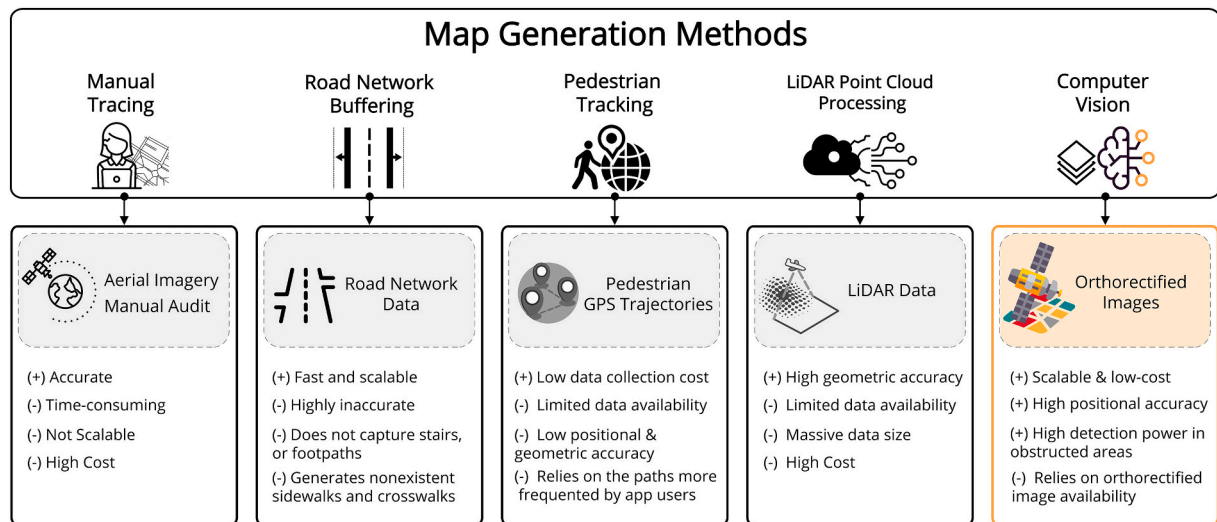 Map Generation Methods
Manual
Tracing
Road Network
Buffering
Pedestrian
Tracking
LiDAR Point Cloud
Processing
Computer
Vision
Aerial Imagery
Manual Audit
(+) Accurate
(-) Time-consuming
(-) Not Scalable
(-) High Cost
Road Network
Data
(+) Fast and scalable
(-) Highly inaccurate
(-) Does not capture stairs,
or footpaths
(-) Generates nonexistent
sidewalks and crosswalks
Pedestrian
GPS Trajectories
(+) Low data collection cost
(-) Limited data availability
(-) Low positional &
geometric accuracy
(-) Relies on the paths more
frequented by app users
LiDAR Data
(+) High geometric accuracy
(-) Limited data availability
(-) Massive data size
(-) High Cost
Orthorectified
Images
(+) Scalable & low-cost
(+) High positional accuracy
(+) High detection power in
obstructed areas
(-) Relies on orthorectified
image availability